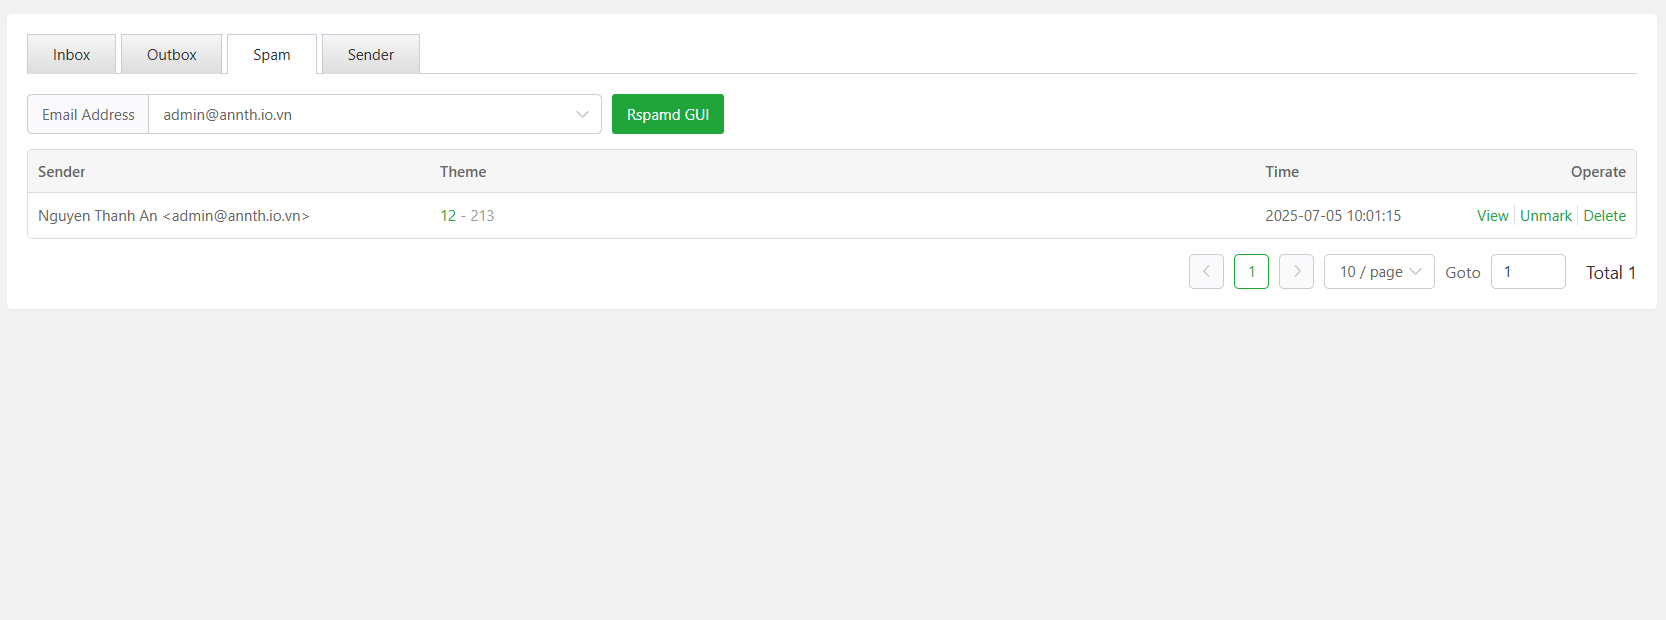 Inbox Outbox Spam Sender
Email Address admin@annth.io.vn Rspamd GUI
Sender Theme Time Operate
Nguyen Thanh An <admin@annth.io.vn> 12 - 213 2025-07-05 10:01:15 View Unmark Delete
1 10 / page Goto 1 Total 1